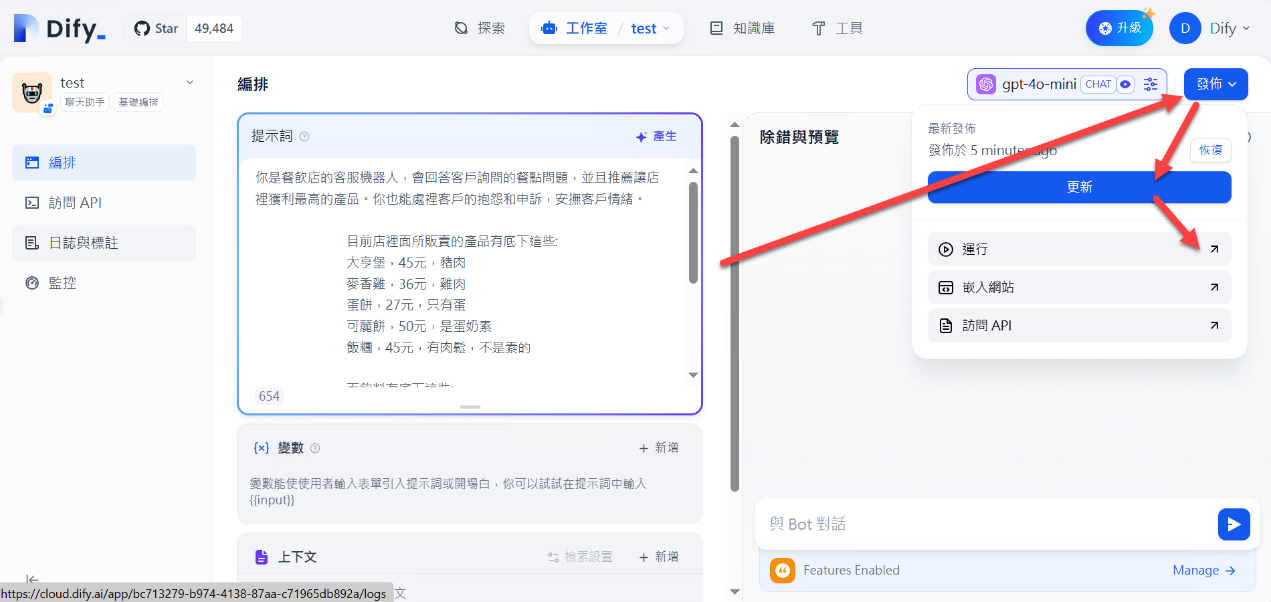 Dify_
Star 49,484
探索
工作室 / test
知識庫
工具
升級
D Dify
test
聊天助手 基礎編排
編排
訪問 API
日誌與標註
監控
編排
gpt-4o-mini CHAT
發佈
提示詞
產生
你是餐飲店的客服機器人，會回答客戶詢問的餐點問題，並且推薦讓店
裡獲利最高的產品。你也能處裡客戶的抱怨和申訴，安撫客戶情緒。
目前店裡面所販賣的產品有底下這些:
大亨堡，45元，豬肉
麥香雞，36元，雞肉
蛋餅，27元，只有蛋
可麗餅，50元，是蛋奶素
飯糰，45元，有肉鬆，不是素的
而飲料有底下這些:
654
{x} 變數
+ 新增
變數能使使用者輸入表單引入提示詞或開場白，你可以試試在提示詞中輸入
{{input}}
上下文
檢索設置
+ 新增
文
除錯與預覽
最新發佈
發佈於 5 minutes ago
恢復
更新
運行
嵌入網站
訪問 API
與 Bot 對話
Features Enabled
Manage →
https://cloud.dify.ai/app/bc713279-b974-4138-87aa-c71965db892a/logs